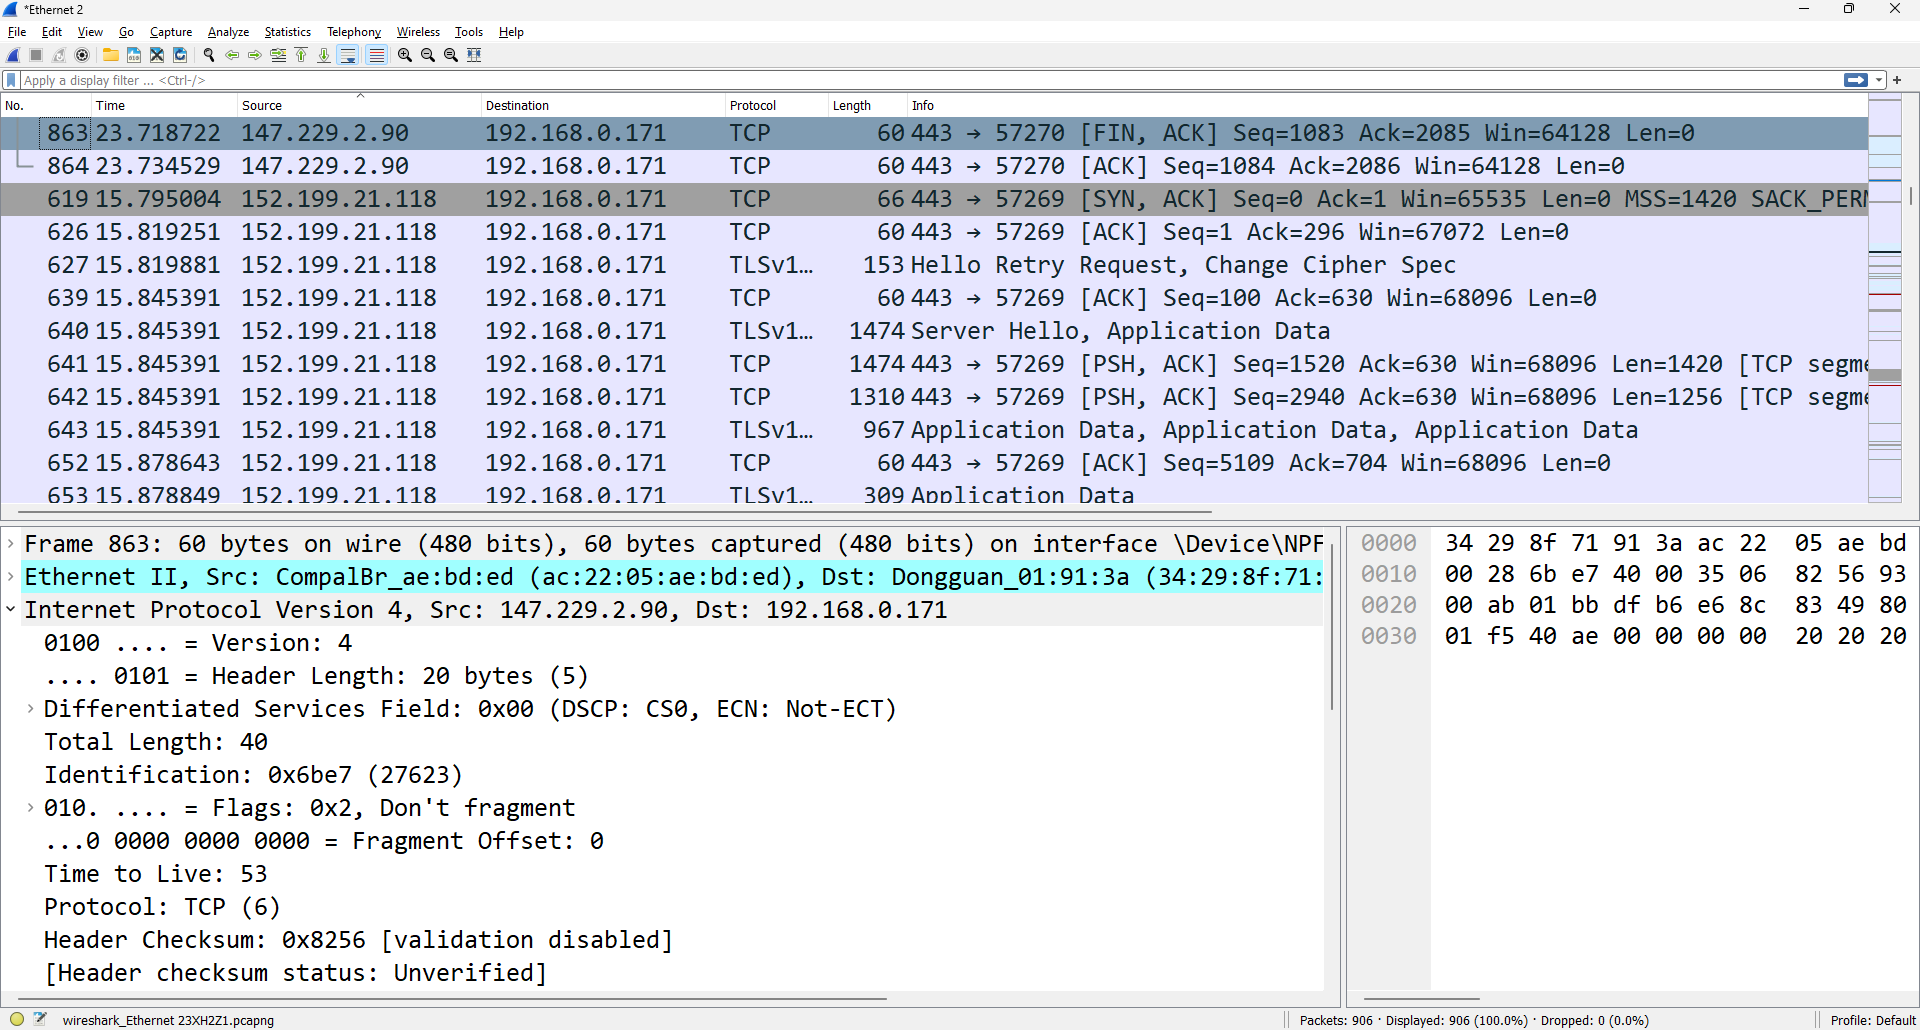 *Ethernet 2
File Edit View Go Capture Analyze Statistics Telephony Wireless Tools Help
Apply a display filter ... <Ctrl-/>
No. Time Source Destination Protocol Length Info
863 23.718722 147.229.2.90 192.168.0.171 TCP 60 443 → 57270 [FIN, ACK] Seq=1083 Ack=2085 Win=64128 Len=0
864 23.734529 147.229.2.90 192.168.0.171 TCP 60 443 → 57270 [ACK] Seq=1084 Ack=2086 Win=64128 Len=0
619 15.795004 152.199.21.118 192.168.0.171 TCP 66 443 → 57269 [SYN, ACK] Seq=0 Ack=1 Win=65535 Len=0 MSS=1420 SACK_PERM
626 15.819251 152.199.21.118 192.168.0.171 TCP 60 443 → 57269 [ACK] Seq=1 Ack=296 Win=67072 Len=0
627 15.819881 152.199.21.118 192.168.0.171 TLSv1… 153 Hello Retry Request, Change Cipher Spec
639 15.845391 152.199.21.118 192.168.0.171 TCP 60 443 → 57269 [ACK] Seq=100 Ack=630 Win=68096 Len=0
640 15.845391 152.199.21.118 192.168.0.171 TLSv1… 1474 Server Hello, Application Data
641 15.845391 152.199.21.118 192.168.0.171 TCP 1474 443 → 57269 [PSH, ACK] Seq=1520 Ack=630 Win=68096 Len=1420 [TCP segme
642 15.845391 152.199.21.118 192.168.0.171 TCP 1310 443 → 57269 [PSH, ACK] Seq=2940 Ack=630 Win=68096 Len=1256 [TCP segme
643 15.845391 152.199.21.118 192.168.0.171 TLSv1… 967 Application Data, Application Data, Application Data
652 15.878643 152.199.21.118 192.168.0.171 TCP 60 443 → 57269 [ACK] Seq=5109 Ack=704 Win=68096 Len=0
653 15.878849 152.199.21.118 192.168.0.171 TLSv1… 309 Application Data
Frame 863: 60 bytes on wire (480 bits), 60 bytes captured (480 bits) on interface \Device\NPF
Ethernet II, Src: CompalBr_ae:bd:ed (ac:22:05:ae:bd:ed), Dst: Dongguan_01:91:3a (34:29:8f:71:
Internet Protocol Version 4, Src: 147.229.2.90, Dst: 192.168.0.171
0100 .... = Version: 4
.... 0101 = Header Length: 20 bytes (5)
Differentiated Services Field: 0x00 (DSCP: CS0, ECN: Not-ECT)
Total Length: 40
Identification: 0x6be7 (27623)
010. .... = Flags: 0x2, Don't fragment
...0 0000 0000 0000 = Fragment Offset: 0
Time to Live: 53
Protocol: TCP (6)
Header Checksum: 0x8256 [validation disabled]
[Header checksum status: Unverified]
0000 34 29 8f 71 91 3a ac 22 05 ae bd
0010 00 28 6b e7 40 00 35 06 82 56 93
0020 00 ab 01 bb df b6 e6 8c 83 49 80
0030 01 f5 40 ae 00 00 00 00 20 20 20
wireshark_Ethernet 23XH2Z1.pcapng
Packets: 906 · Displayed: 906 (100.0%) · Dropped: 0 (0.0%)
Profile: Default